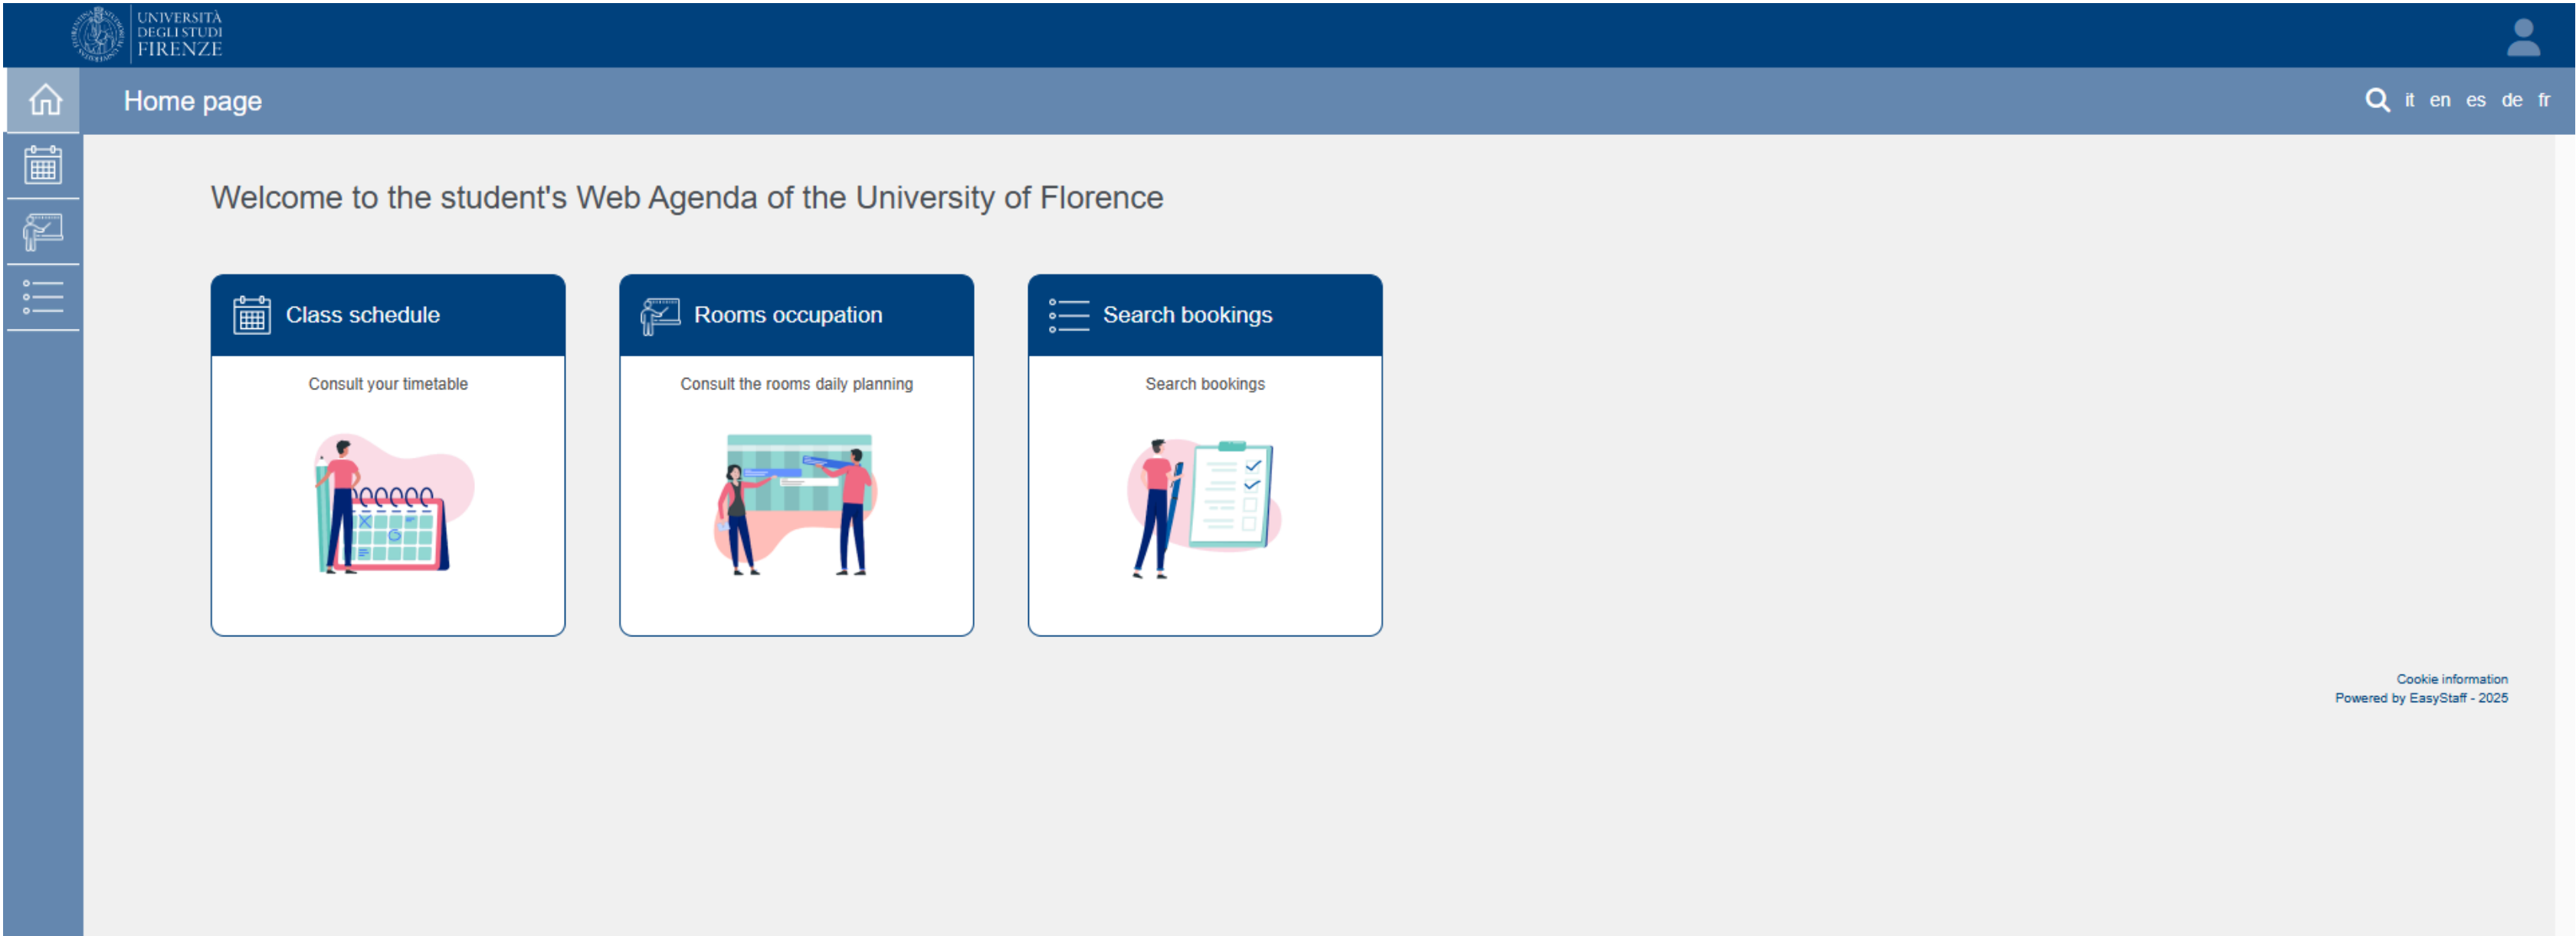 UNIVERSITÀ
DEGLI STUDI
FIRENZE
Home page
it en es de fr
Welcome to the student's Web Agenda of the University of Florence
Class schedule
Consult your timetable
Rooms occupation
Consult the rooms daily planning
Search bookings
Search bookings
Cookie information
Powered by EasyStaff - 2025